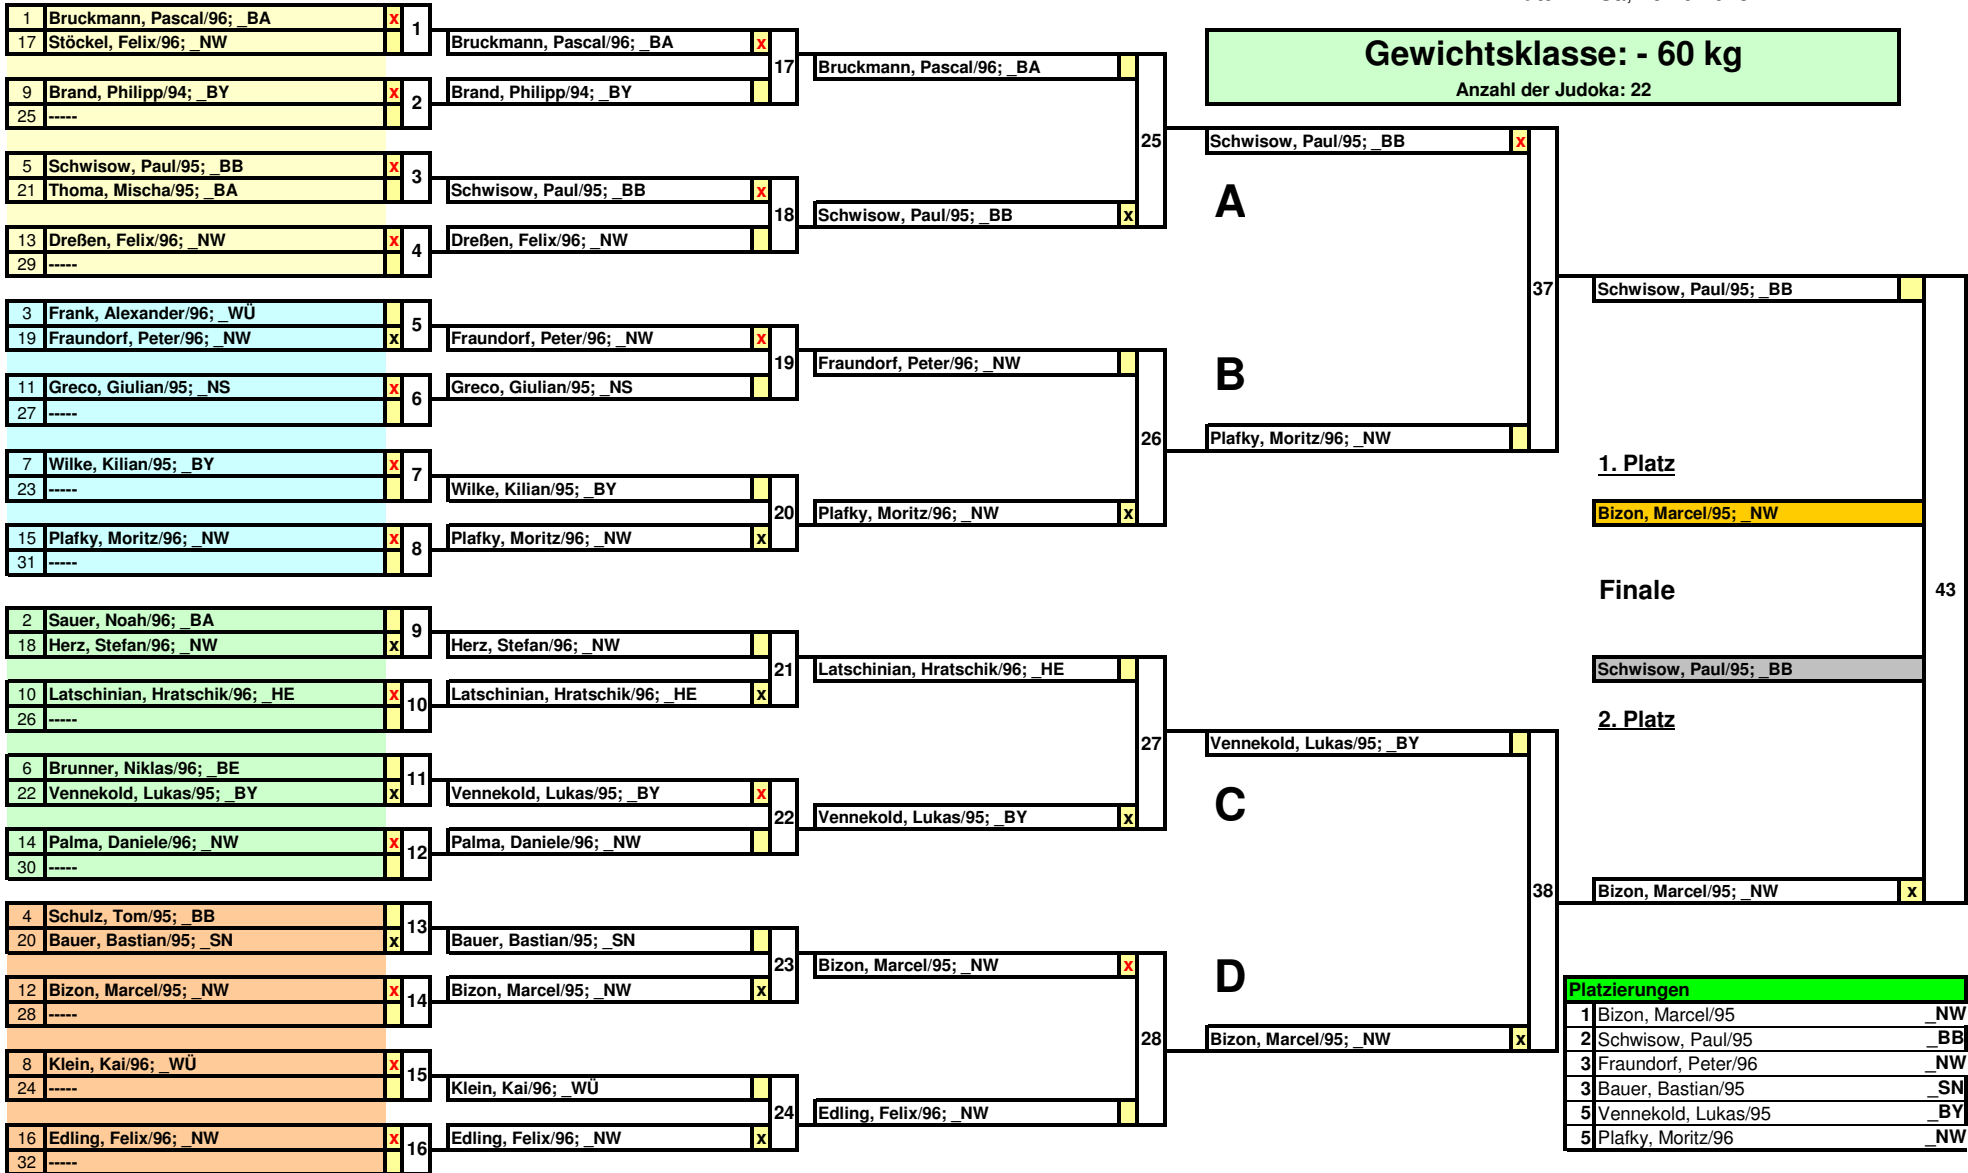 1 Bruckmann, Pascal/96; _BA x
17 Stöckel, Felix/96; _NW
1
9 Brand, Philipp/94; _BY x
25 -----
2
5 Schwisow, Paul/95; _BB x
21 Thoma, Mischa/95; _BA
3
13 Dreßen, Felix/96; _NW x
29 -----
4
3 Frank, Alexander/96; _WÜ
19 Fraundorf, Peter/96; _NW x
5
11 Greco, Giulian/95; _NS x
27 -----
6
7 Wilke, Kilian/95; _BY x
23 -----
7
15 Plafky, Moritz/96; _NW x
31 -----
8
2 Sauer, Noah/96; _BA
18 Herz, Stefan/96; _NW x
9
10 Latschinian, Hratschik/96; _HE x
26 -----
10
6 Brunner, Niklas/96; _BE
22 Vennekold, Lukas/95; _BY x
11
14 Palma, Daniele/96; _NW x
30 -----
12
4 Schulz, Tom/95; _BB
20 Bauer, Bastian/95; _SN x
13
12 Bizon, Marcel/95; _NW x
28 -----
14
8 Klein, Kai/96; _WÜ x
24 -----
15
16 Edling, Felix/96; _NW x
32 -----
16
Bruckmann, Pascal/96; _BA x
Brand, Philipp/94; _BY
17
Schwisow, Paul/95; _BB x
Dreßen, Felix/96; _NW
18
Fraundorf, Peter/96; _NW x
Greco, Giulian/95; _NS
19
Wilke, Kilian/95; _BY
Plafky, Moritz/96; _NW x
20
Herz, Stefan/96; _NW
Latschinian, Hratschik/96; _HE x
21
Vennekold, Lukas/95; _BY x
Palma, Daniele/96; _NW
22
Bauer, Bastian/95; _SN
Bizon, Marcel/95; _NW x
23
Klein, Kai/96; _WÜ
Edling, Felix/96; _NW x
24
Bruckmann, Pascal/96; _BA
Schwisow, Paul/95; _BB x
25
Fraundorf, Peter/96; _NW
Plafky, Moritz/96; _NW x
26
Latschinian, Hratschik/96; _HE
Vennekold, Lukas/95; _BY x
27
Bizon, Marcel/95; _NW x
Edling, Felix/96; _NW
28
Gewichtsklasse: - 60 kg
Anzahl der Judoka: 22
Schwisow, Paul/95; _BB x
A
B
Plafky, Moritz/96; _NW
37
Vennekold, Lukas/95; _BY
C
D
Bizon, Marcel/95; _NW x
38
Schwisow, Paul/95; _BB
1. Platz
Bizon, Marcel/95; _NW
Finale
43
Schwisow, Paul/95; _BB
2. Platz
Bizon, Marcel/95; _NW x
Platzierungen
1 Bizon, Marcel/95 _NW
2 Schwisow, Paul/95 _BB
3 Fraundorf, Peter/96 _NW
3 Bauer, Bastian/95 _SN
5 Vennekold, Lukas/95 _BY
5 Plafky, Moritz/96 _NW